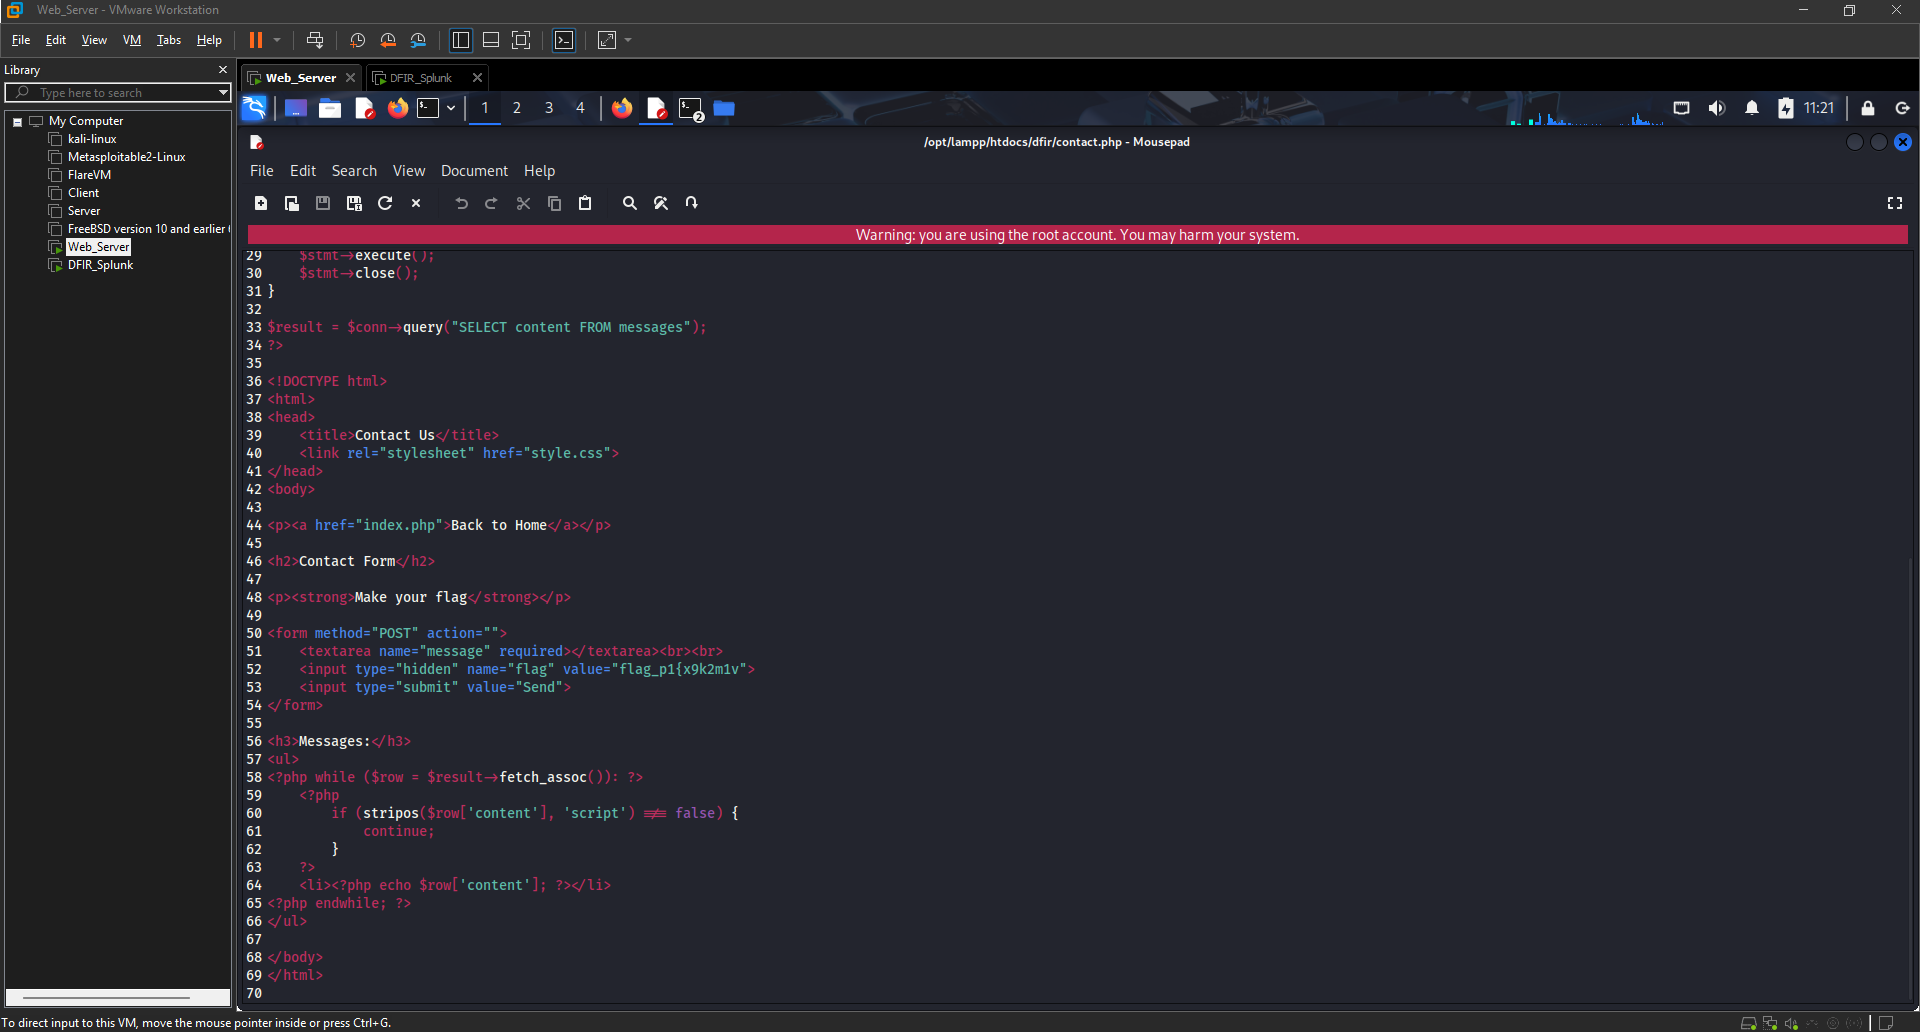 Web_Server - VMware Workstation
File Edit View VM Tabs Help
Library
Type here to search
My Computer
kali-linux
Metasploitable2-Linux
FlareVM
Client
Server
FreeBSD version 10 and earlier
Web_Server
DFIR_Splunk
Web_Server DFIR_Splunk
1 2 3 4 2 11:21
/opt/lampp/htdocs/dfir/contact.php - Mousepad
File Edit Search View Document Help
Warning: you are using the root account. You may harm your system.
29     $stmt->execute();
30     $stmt->close();
31 }
32
33 $result = $conn->query("SELECT content FROM messages");
34 ?>
35
36 <!DOCTYPE html>
37 <html>
38 <head>
39     <title>Contact Us</title>
40     <link rel="stylesheet" href="style.css">
41 </head>
42 <body>
43
44 <p><a href="index.php">Back to Home</a></p>
45
46 <h2>Contact Form</h2>
47
48 <p><strong>Make your flag</strong></p>
49
50 <form method="POST" action="">
51     <textarea name="message" required></textarea><br><br>
52     <input type="hidden" name="flag" value="flag_p1{x9k2m1v">
53     <input type="submit" value="Send">
54 </form>
55
56 <h3>Messages:</h3>
57 <ul>
58 <?php while ($row = $result->fetch_assoc()): ?>
59     <?php
60         if (stripos($row['content'], 'script') !== false) {
61             continue;
62         }
63     ?>
64     <li><?php echo $row['content']; ?></li>
65 <?php endwhile; ?>
66 </ul>
67
68 </body>
69 </html>
70
To direct input to this VM, move the mouse pointer inside or press Ctrl+G.